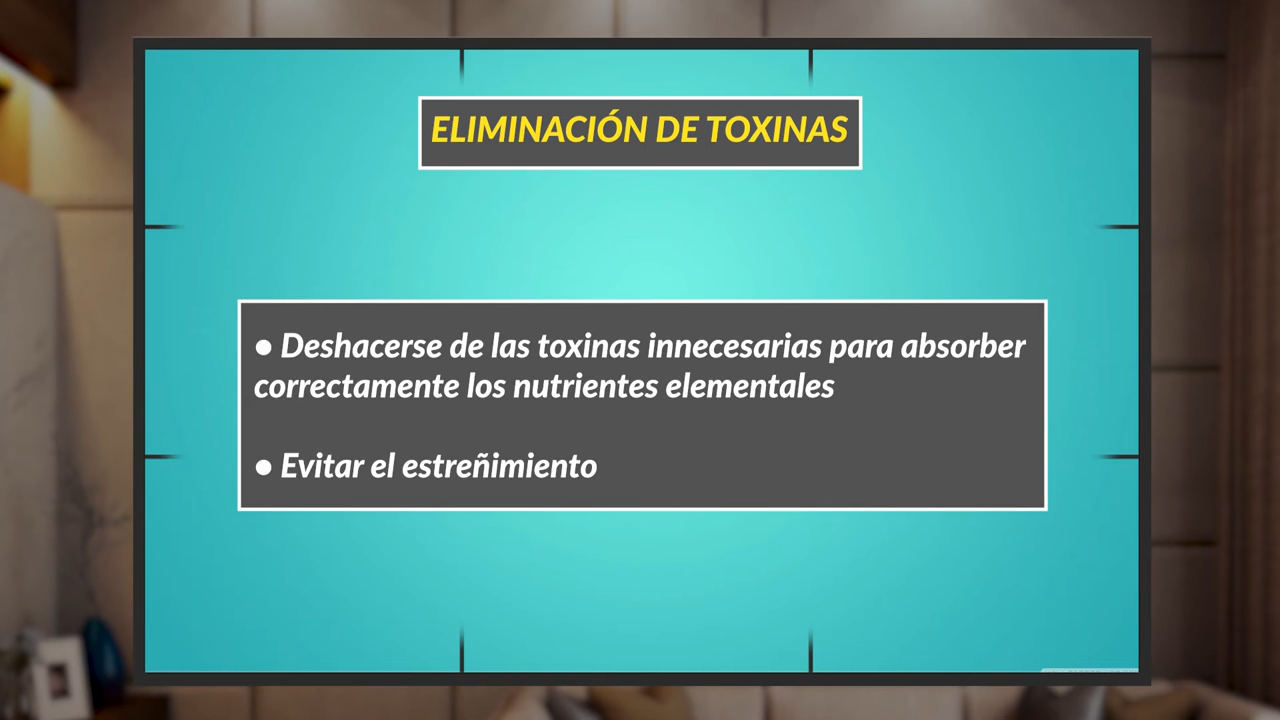 ELIMINACIÓN DE TOXINAS
● Deshacerse de las toxinas innecesarias para absorber
correctamente los nutrientes elementales
● Evitar el estreñimiento